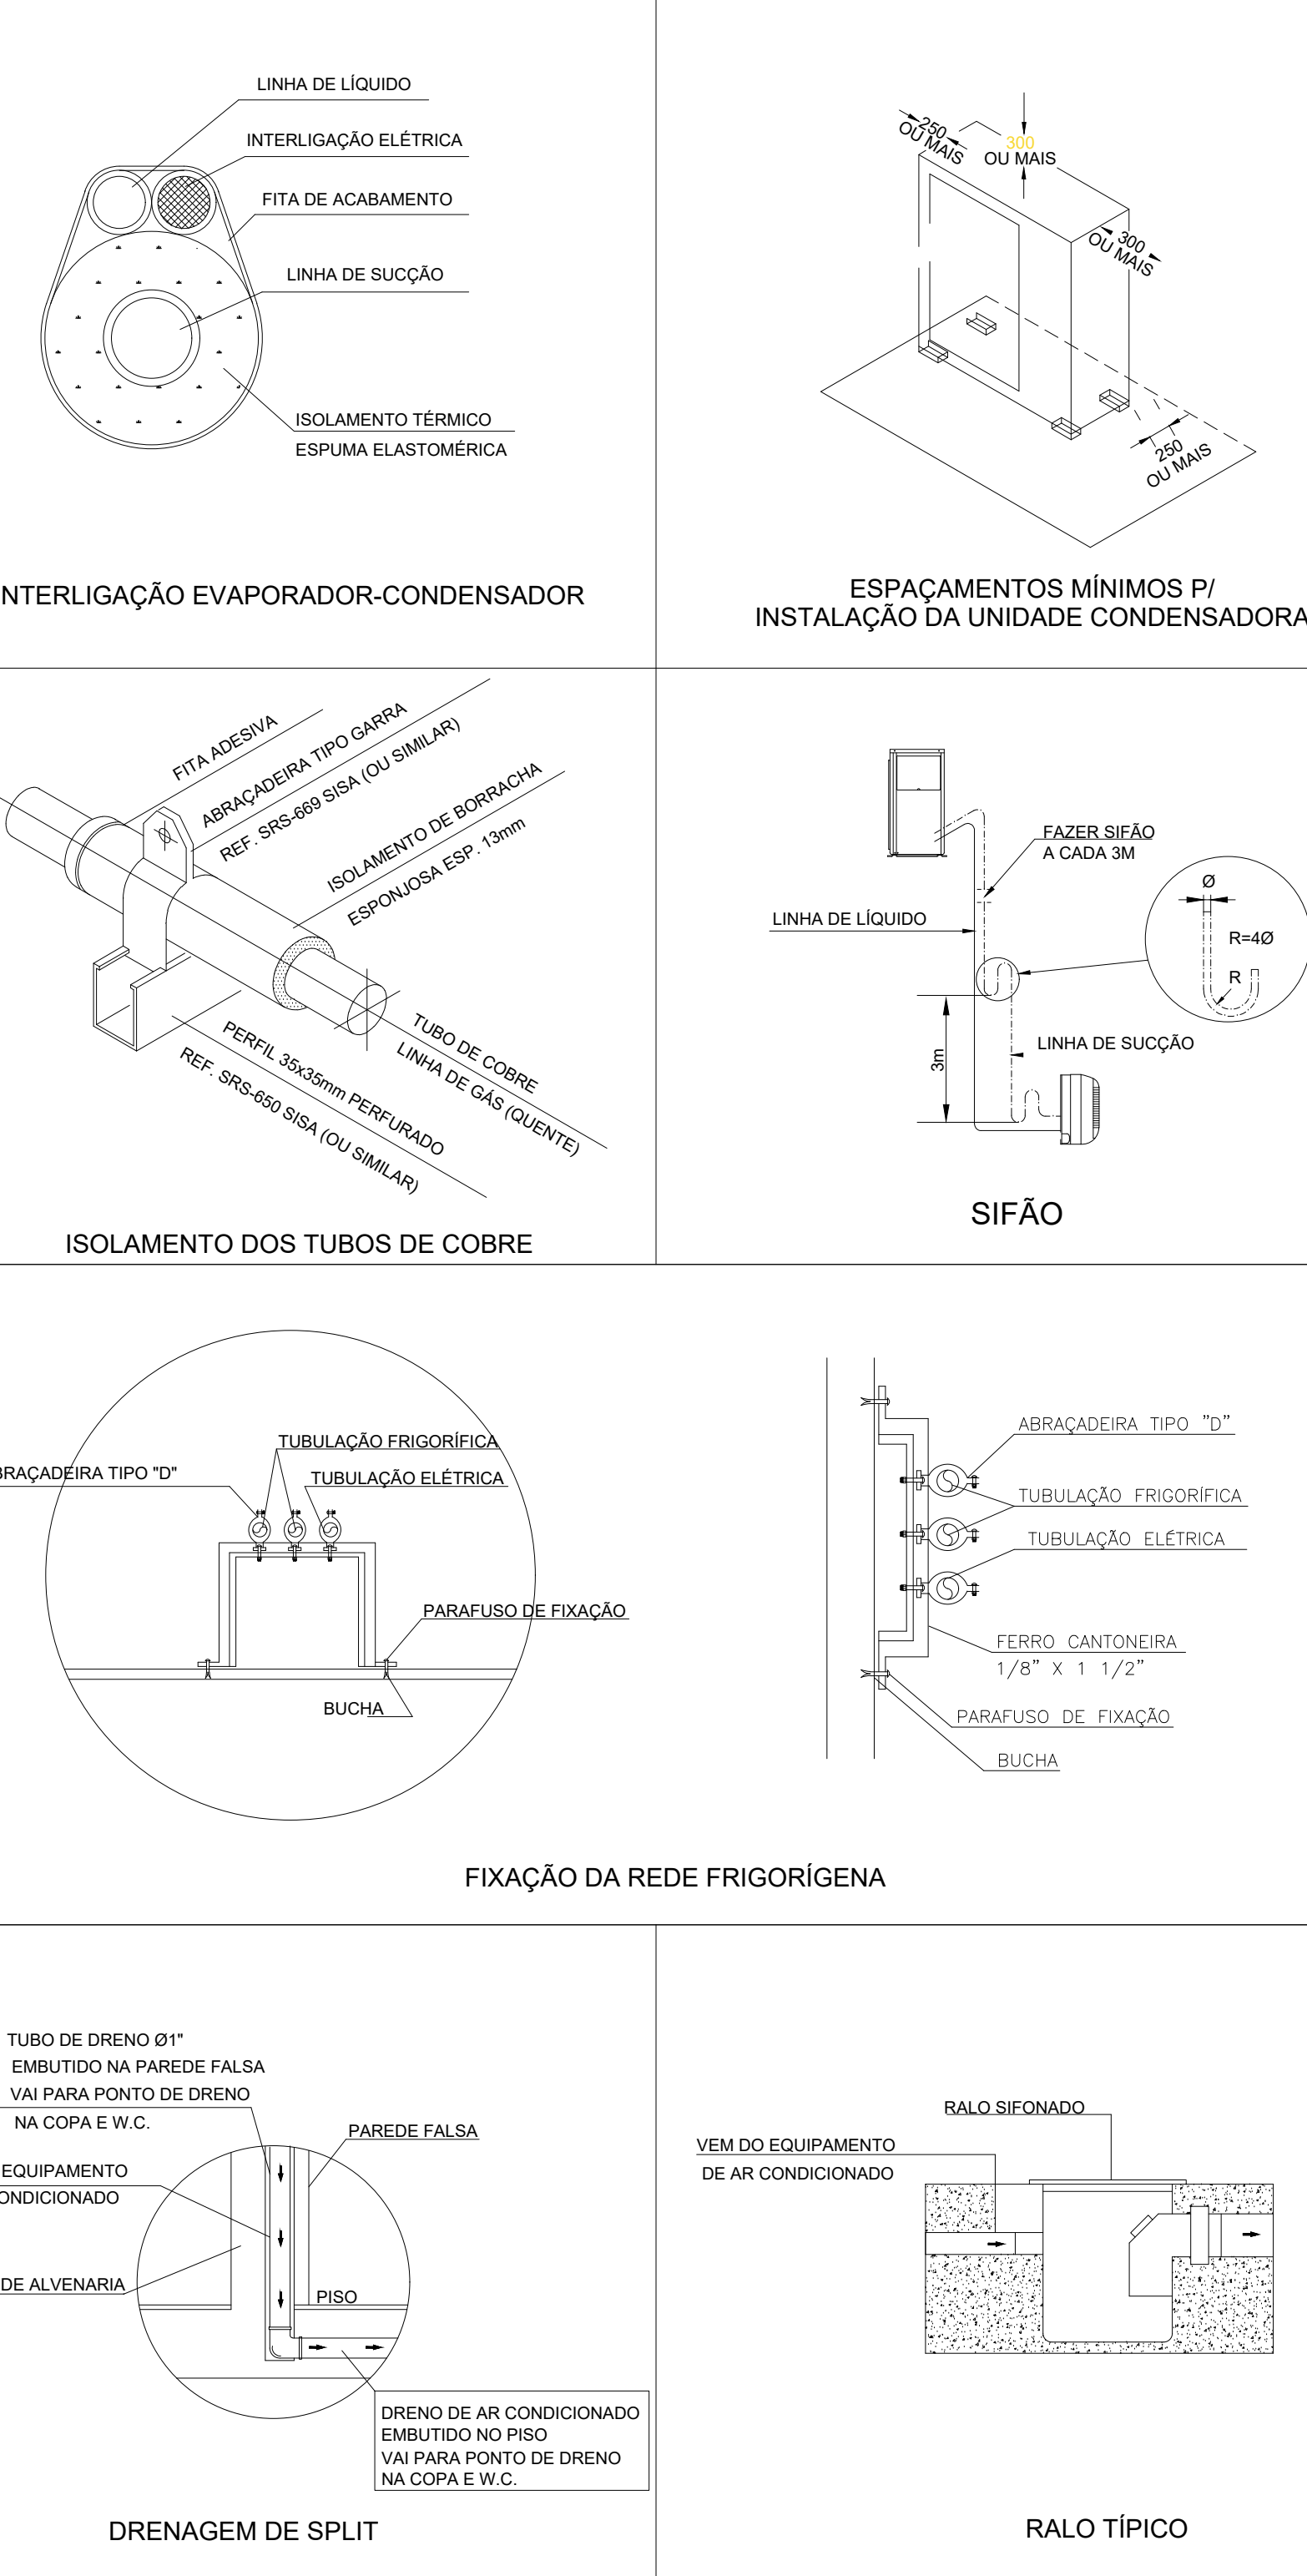 LINHA DE LÍQUIDO
INTERLIGAÇÃO ELÉTRICA
FITA DE ACABAMENTO
LINHA DE SUCÇÃO
ISOLAMENTO TÉRMICO
ESPUMA ELASTOMÉRICA
NTERLIGAÇÃO EVAPORADOR-CONDENSADOR
250
OU MAIS
300
OU MAIS
300
OU MAIS
250
OU MAIS
ESPAÇAMENTOS MÍNIMOS P/
INSTALAÇÃO DA UNIDADE CONDENSADORA
FITA ADESIVA
ABRAÇADEIRA TIPO GARRA
REF. SRS-669 SISA (OU SIMILAR)
ISOLAMENTO DE BORRACHA
ESPONJOSA ESP. 13mm
TUBO DE COBRE
LINHA DE GÁS (QUENTE)
PERFIL 35x35mm PERFURADO
REF. SRS-650 SISA (OU SIMILAR)
ISOLAMENTO DOS TUBOS DE COBRE
FAZER SIFÃO
A CADA 3M
LINHA DE LÍQUIDO
Ø
R=4Ø
R
3m
LINHA DE SUCÇÃO
SIFÃO
TUBULAÇÃO FRIGORÍFICA
BRAÇADEIRA TIPO "D"
TUBULAÇÃO ELÉTRICA
PARAFUSO DE FIXAÇÃO
BUCHA
ABRAÇADEIRA TIPO "D"
TUBULAÇÃO FRIGORÍFICA
TUBULAÇÃO ELÉTRICA
FERRO CANTONEIRA
1/8" X 1 1/2"
PARAFUSO DE FIXAÇÃO
BUCHA
FIXAÇÃO DA REDE FRIGORÍGENA
TUBO DE DRENO Ø1"
EMBUTIDO NA PAREDE FALSA
VAI PARA PONTO DE DRENO
NA COPA E W.C.
PAREDE FALSA
EQUIPAMENTO
ONDICIONADO
DE ALVENARIA
PISO
DRENO DE AR CONDICIONADO
EMBUTIDO NO PISO
VAI PARA PONTO DE DRENO
NA COPA E W.C.
DRENAGEM DE SPLIT
RALO SIFONADO
VEM DO EQUIPAMENTO
DE AR CONDICIONADO
RALO TÍPICO